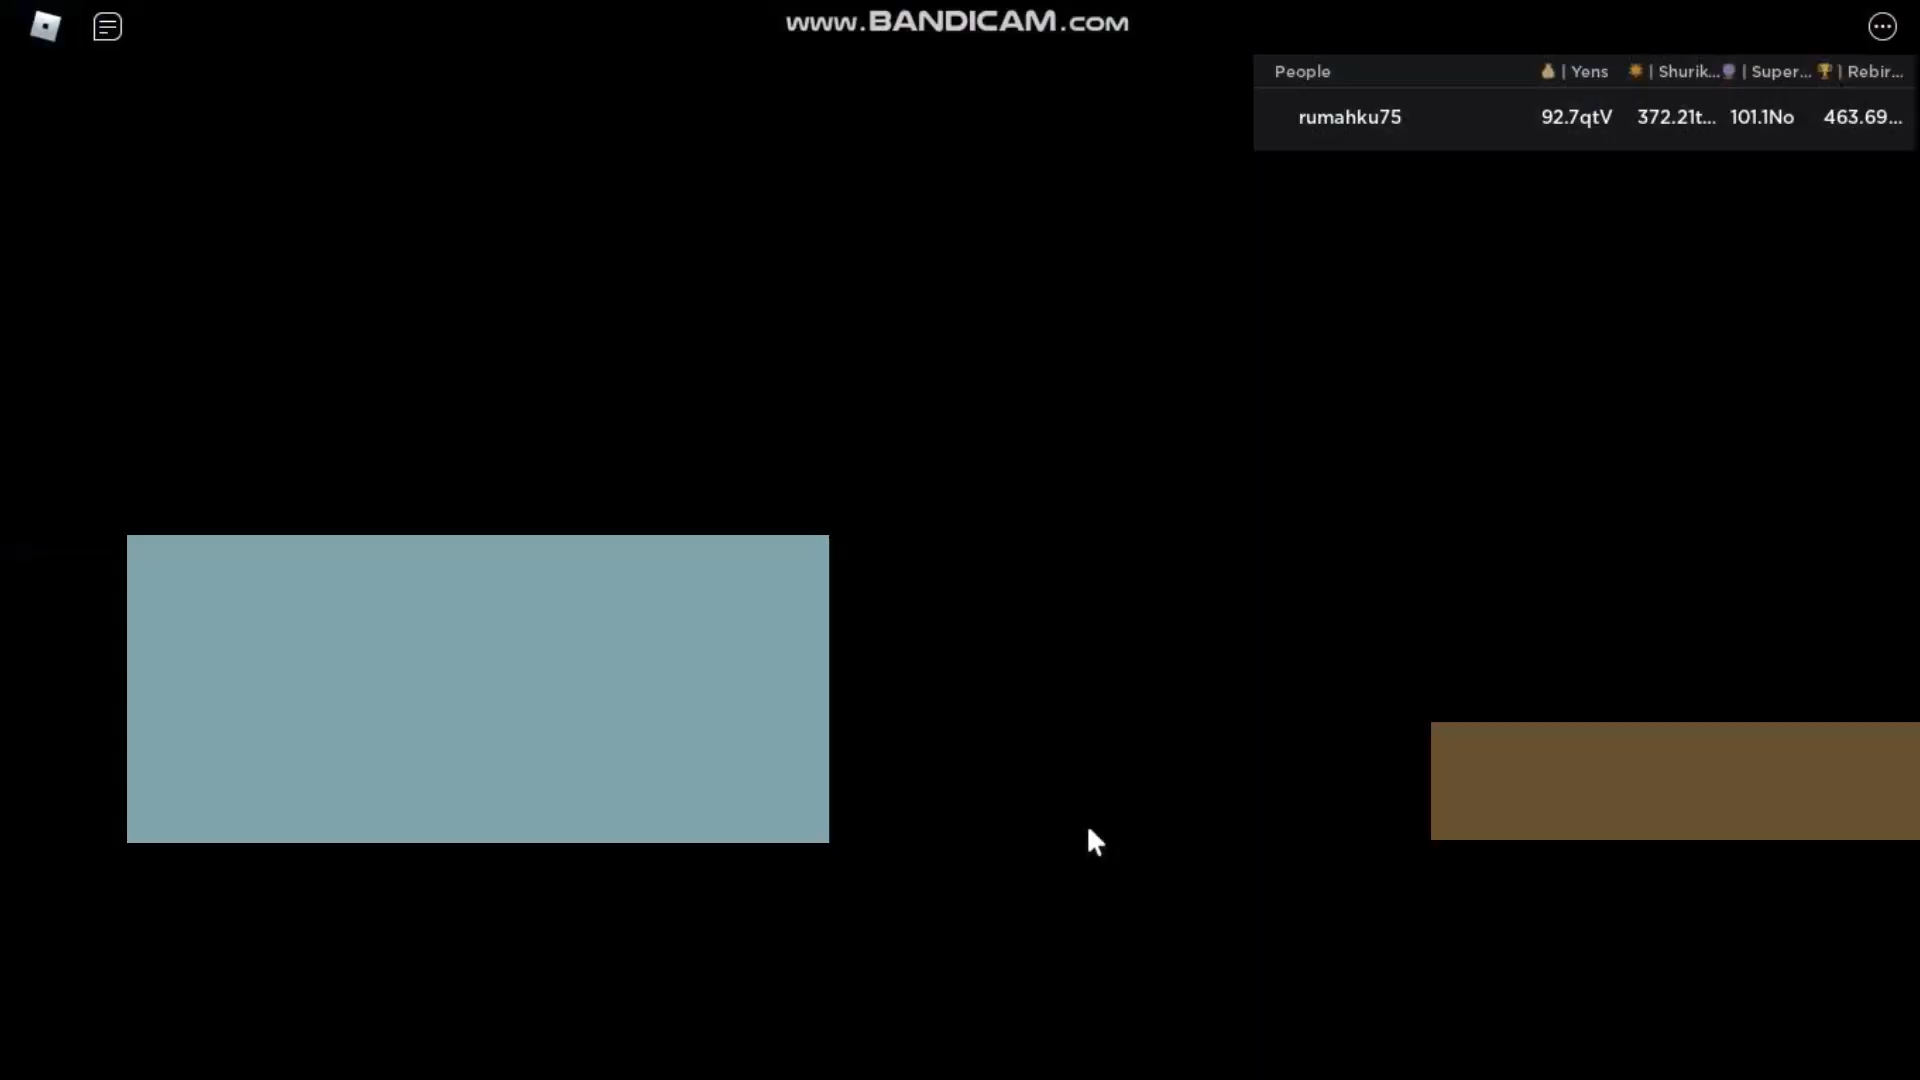 www.BANDICAM.com
People | Yens | Shurik... | Super... | Rebir...
rumahku75 92.7qtV 372.21t... 101.1No 463.69...